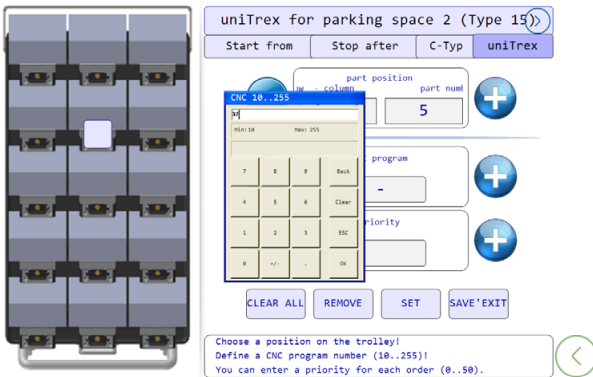 uniTrex for parking space 2 (Type 15)
Start from Stop after C-Typ uniTrex
part position
column part numb
5
CNC 10..255
Min:10 Max: 255
program
-
riority
7 8 9 Back
4 5 6 Clear
1 2 3 ESC
0 +/- . OK
CLEAR ALL REMOVE SET SAVE'EXIT
Choose a position on the trolley!
Define a CNC program number (10..255)!
You can enter a priority for each order (0..50).